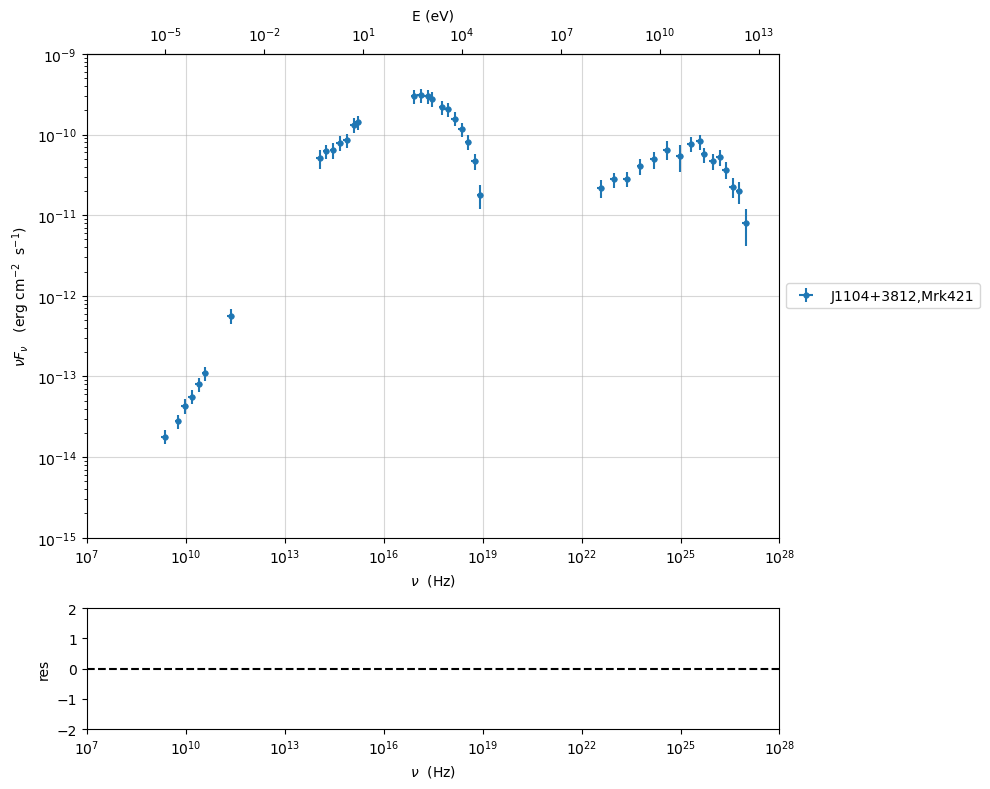 E (eV)
10⁻⁵ 10⁻² 10¹ 10⁴ 10⁷ 10¹⁰ 10¹³
10⁻⁹
10⁻¹⁰
10⁻¹¹
10⁻¹²
10⁻¹³
10⁻¹⁴
10⁻¹⁵
νF_ν (erg cm⁻² s⁻¹)
J1104+3812,Mrk421
10⁷ 10¹⁰ 10¹³ 10¹⁶ 10¹⁹ 10²² 10²⁵ 10²⁸
ν (Hz)
2
1
0
−1
−2
res
10⁷ 10¹⁰ 10¹³ 10¹⁶ 10¹⁹ 10²² 10²⁵ 10²⁸
ν (Hz)